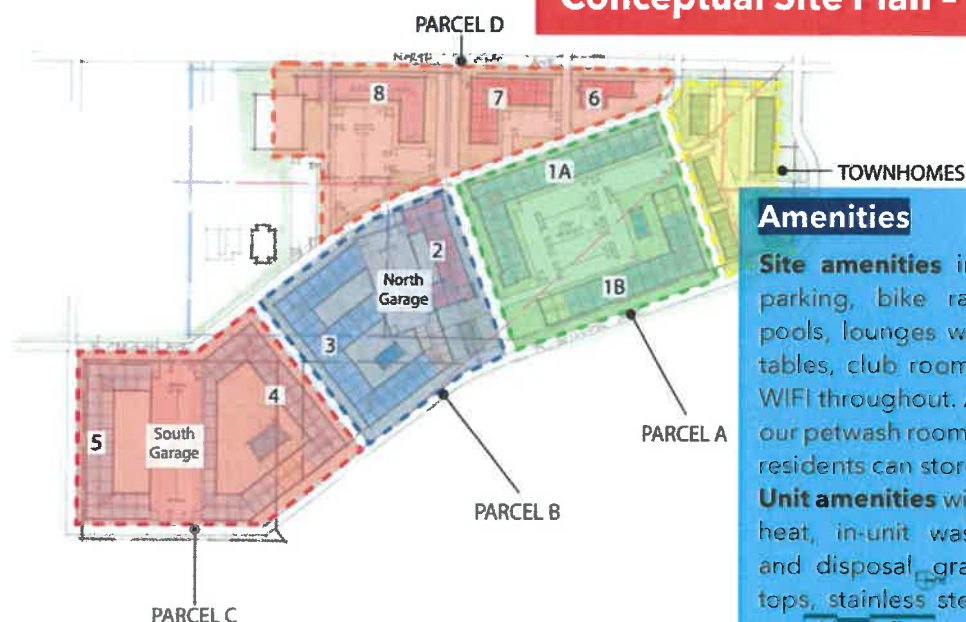 Conceptual Site Plan –
PARCEL D
8
7
6
1A
TOWNHOMES
2
North
Garage
1B
3
4
5
South
Garage
PARCEL A
PARCEL B
PARCEL C
Amenities
Site amenities
parking, bike
pools, lounges
tables, club room
WIFI throughout.
our petwash room
residents can
Unit amenities
heat, in-unit
and disposal,
tops, stainless